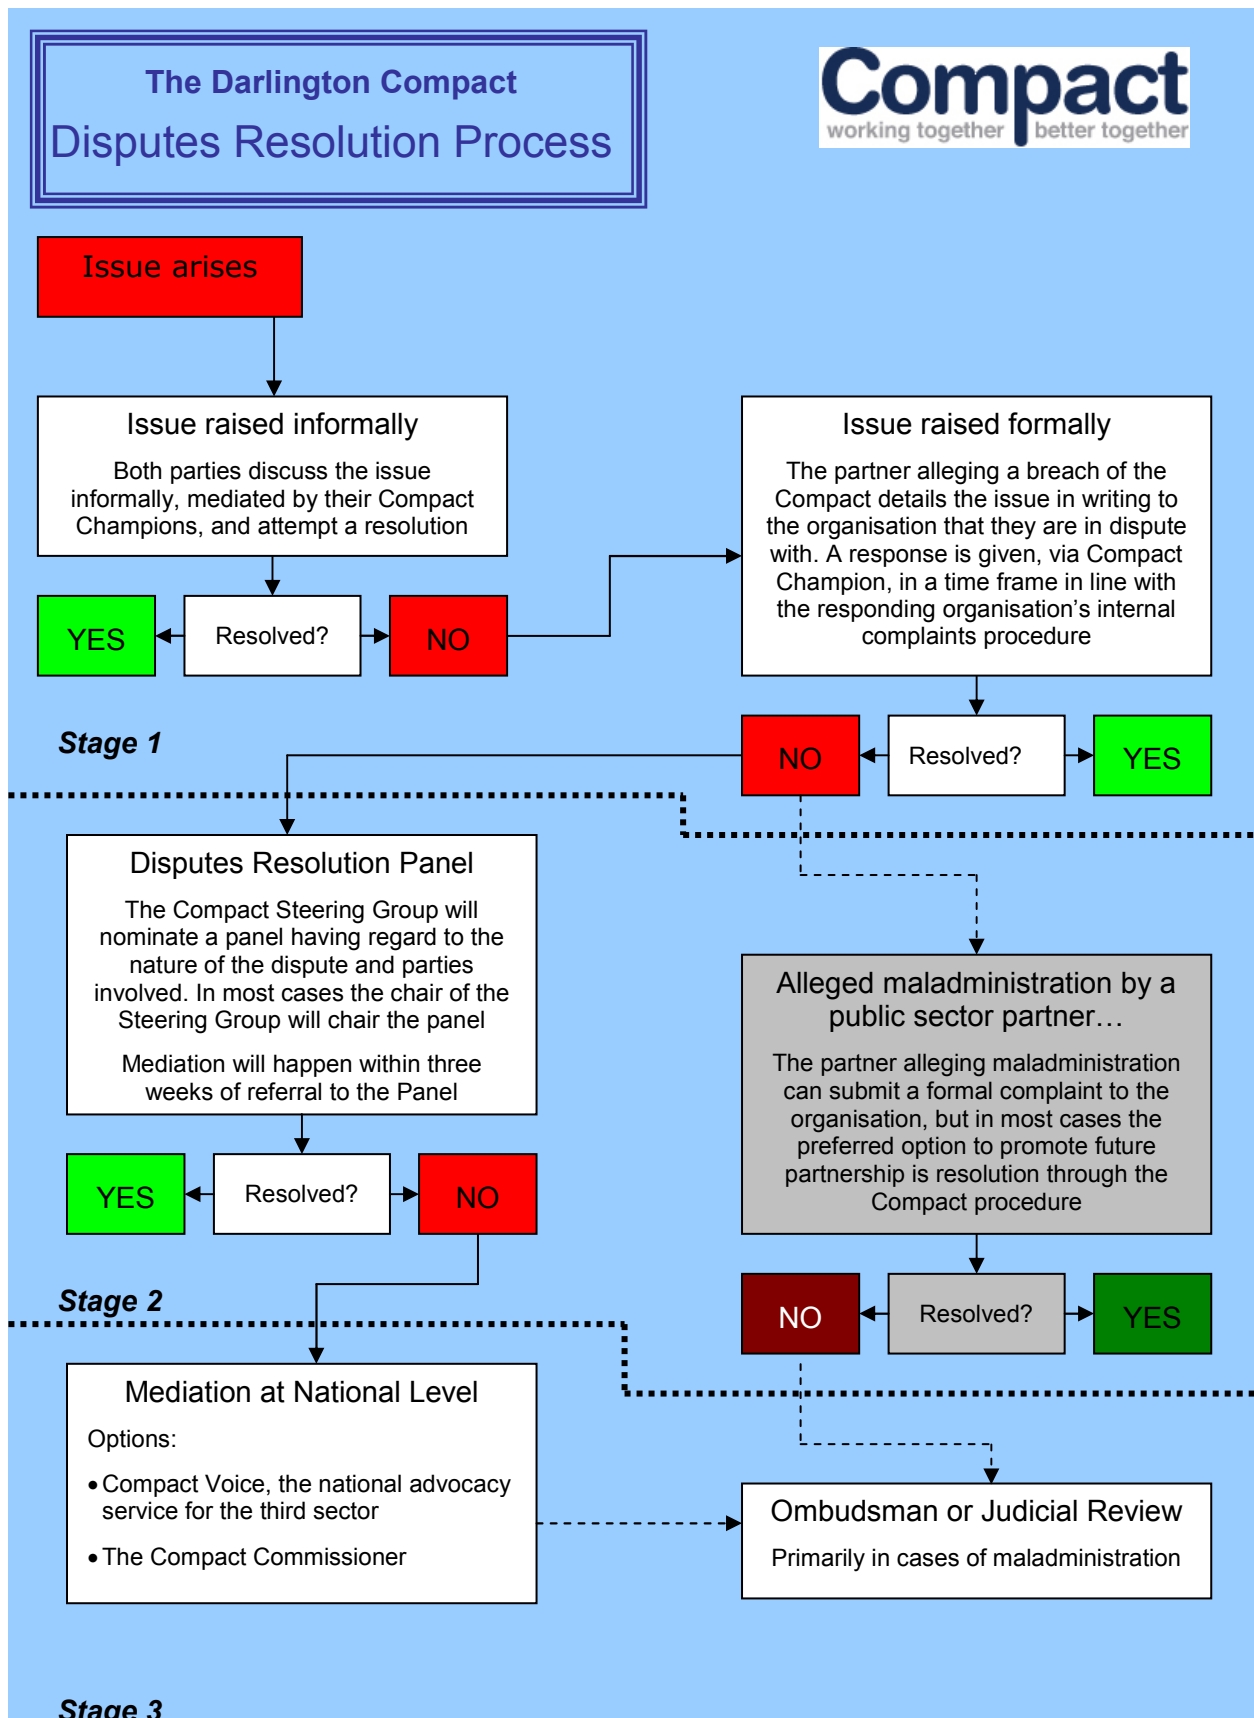 The Darlington Compact
Disputes Resolution Process
Compact
working together better together
Issue arises
Issue raised informally
Both parties discuss the issue
informally, mediated by their Compact
Champions, and attempt a resolution
YES
Resolved?
NO
Issue raised formally
The partner alleging a breach of the
Compact details the issue in writing to
the organisation that they are in dispute
with. A response is given, via Compact
Champion, in a time frame in line with
the responding organisation’s internal
complaints procedure
NO
Resolved?
YES
Stage 1
Disputes Resolution Panel
The Compact Steering Group will
nominate a panel having regard to the
nature of the dispute and parties
involved. In most cases the chair of the
Steering Group will chair the panel
Mediation will happen within three
weeks of referral to the Panel
YES
Resolved?
NO
Alleged maladministration by a
public sector partner…
The partner alleging maladministration
can submit a formal complaint to the
organisation, but in most cases the
preferred option to promote future
partnership is resolution through the
Compact procedure
NO
Resolved?
YES
Stage 2
Mediation at National Level
Options:
• Compact Voice, the national advocacy
service for the third sector
• The Compact Commissioner
Ombudsman or Judicial Review
Primarily in cases of maladministration
Stage 3